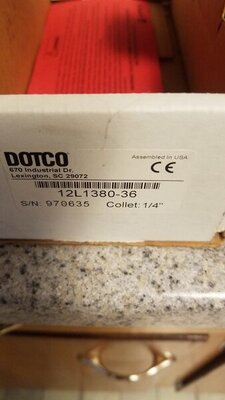 DOTCO
670 Industrial Dr.
Lexington, SC 29072
Assembled in USA
CE
12L1380-36
S/N: 970635 Collet: 1/4"